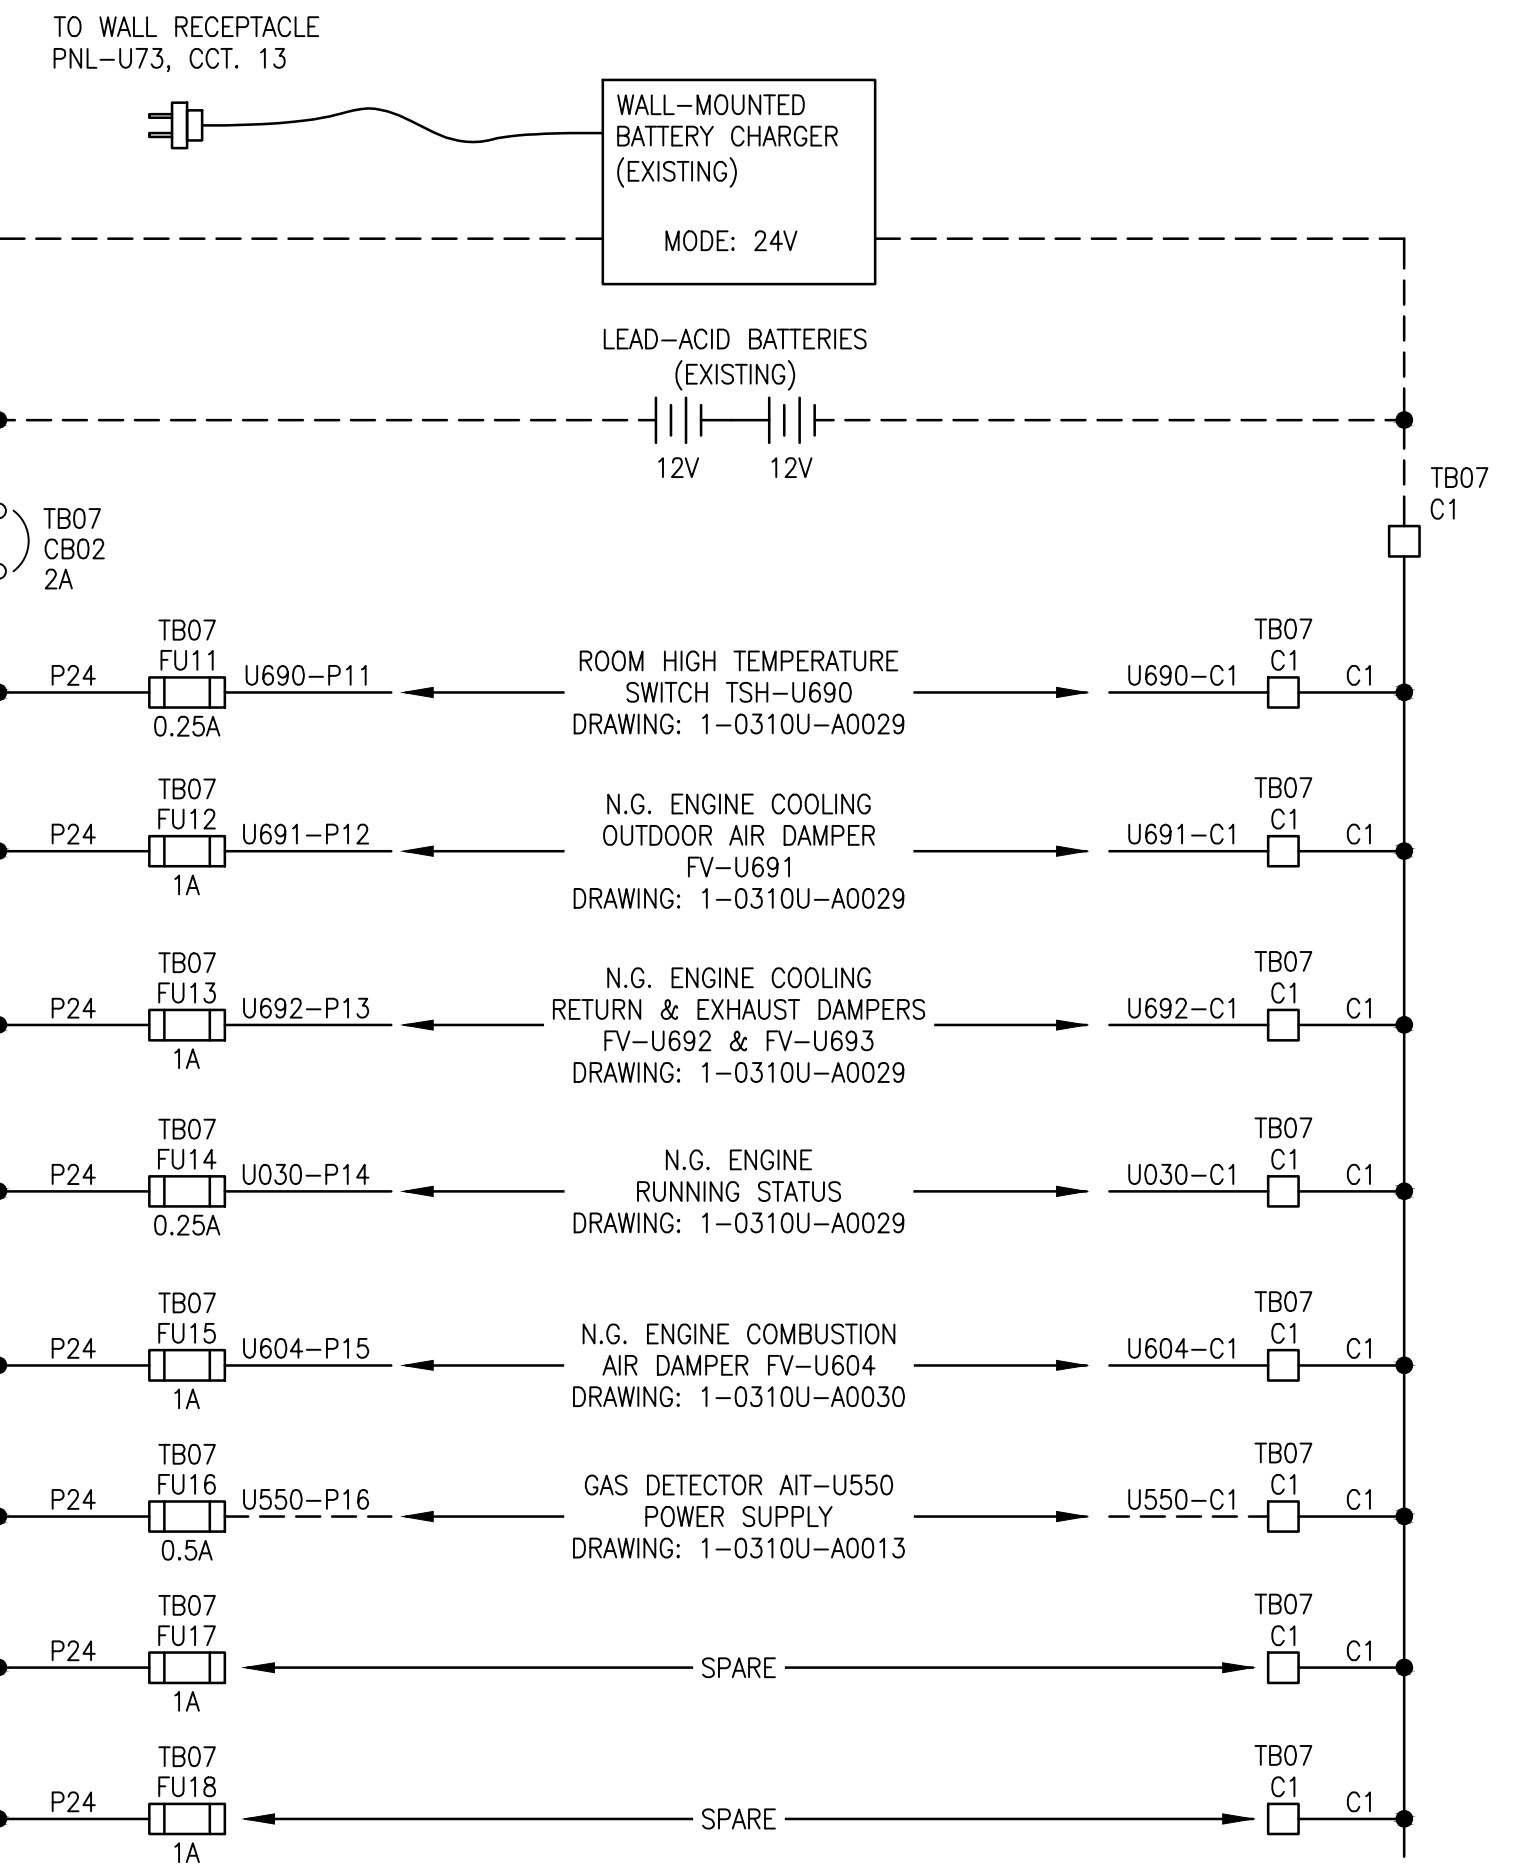 TO WALL RECEPTACLE
PNL-U73, CCT. 13
WALL-MOUNTED
BATTERY CHARGER
(EXISTING)
MODE: 24V
LEAD-ACID BATTERIES
(EXISTING)
12V 12V
TB07
C1
TB07
CB02
2A
TB07
FU11
P24 U690-P11
0.25A
ROOM HIGH TEMPERATURE
SWITCH TSH-U690
DRAWING: 1-0310U-A0029
TB07
C1
U690-C1 C1
TB07
FU12
P24 U691-P12
1A
N.G. ENGINE COOLING
OUTDOOR AIR DAMPER
FV-U691
DRAWING: 1-0310U-A0029
TB07
C1
U691-C1 C1
TB07
FU13
P24 U692-P13
1A
N.G. ENGINE COOLING
RETURN & EXHAUST DAMPERS
FV-U692 & FV-U693
DRAWING: 1-0310U-A0029
TB07
C1
U692-C1 C1
TB07
FU14
P24 U030-P14
0.25A
N.G. ENGINE
RUNNING STATUS
DRAWING: 1-0310U-A0029
TB07
C1
U030-C1 C1
TB07
FU15
P24 U604-P15
1A
N.G. ENGINE COMBUSTION
AIR DAMPER FV-U604
DRAWING: 1-0310U-A0030
TB07
C1
U604-C1 C1
TB07
FU16
P24 U550-P16
0.5A
GAS DETECTOR AIT-U550
POWER SUPPLY
DRAWING: 1-0310U-A0013
TB07
C1
U550-C1 C1
TB07
FU17
P24
1A
SPARE
TB07
C1
C1
TB07
FU18
P24
1A
SPARE
TB07
C1
C1